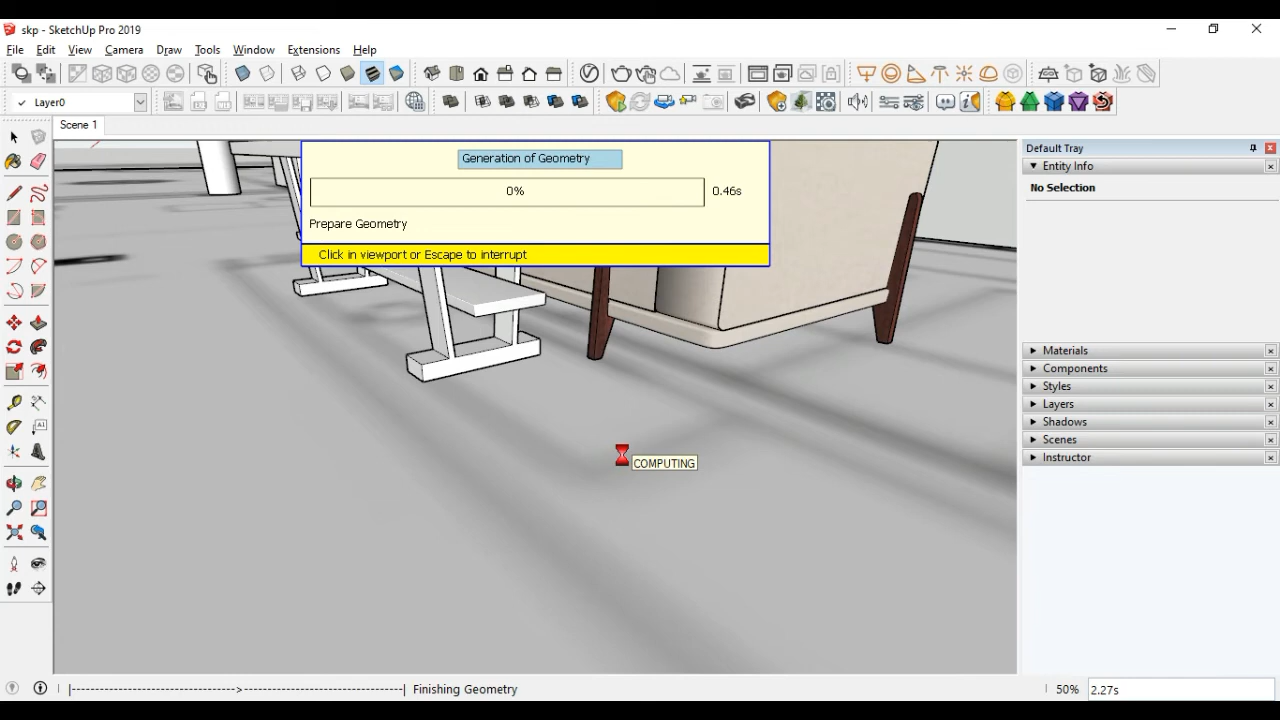 skp - SketchUp Pro 2019
File Edit View Camera Draw Tools Window Extensions Help
Layer0
Scene 1
Default Tray
Entity Info
No Selection
Generation of Geometry
0% 0.46s
Prepare Geometry
Click in viewport or Escape to interrupt
Materials
Components
Styles
Layers
Shadows
Scenes
Instructor
COMPUTING
|----------------------------------->----------------------------------| Finishing Geometry 50% 2.27s